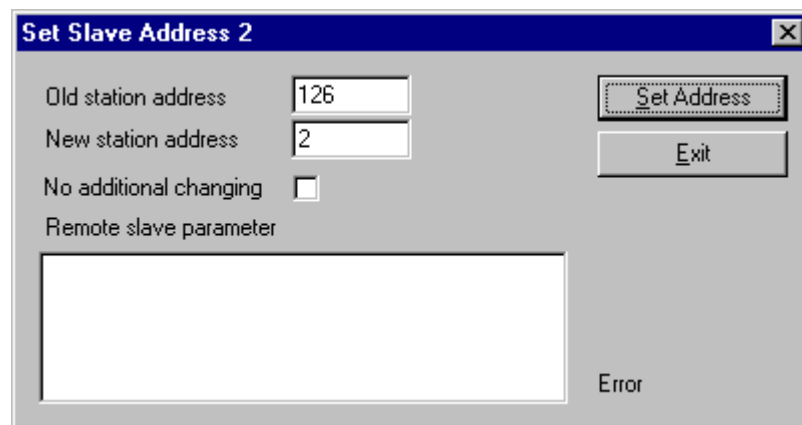 Set Slave Address 2
Old station address 126
Set Address
New station address 2
Exit
No additional changing
Remote slave parameter
Error